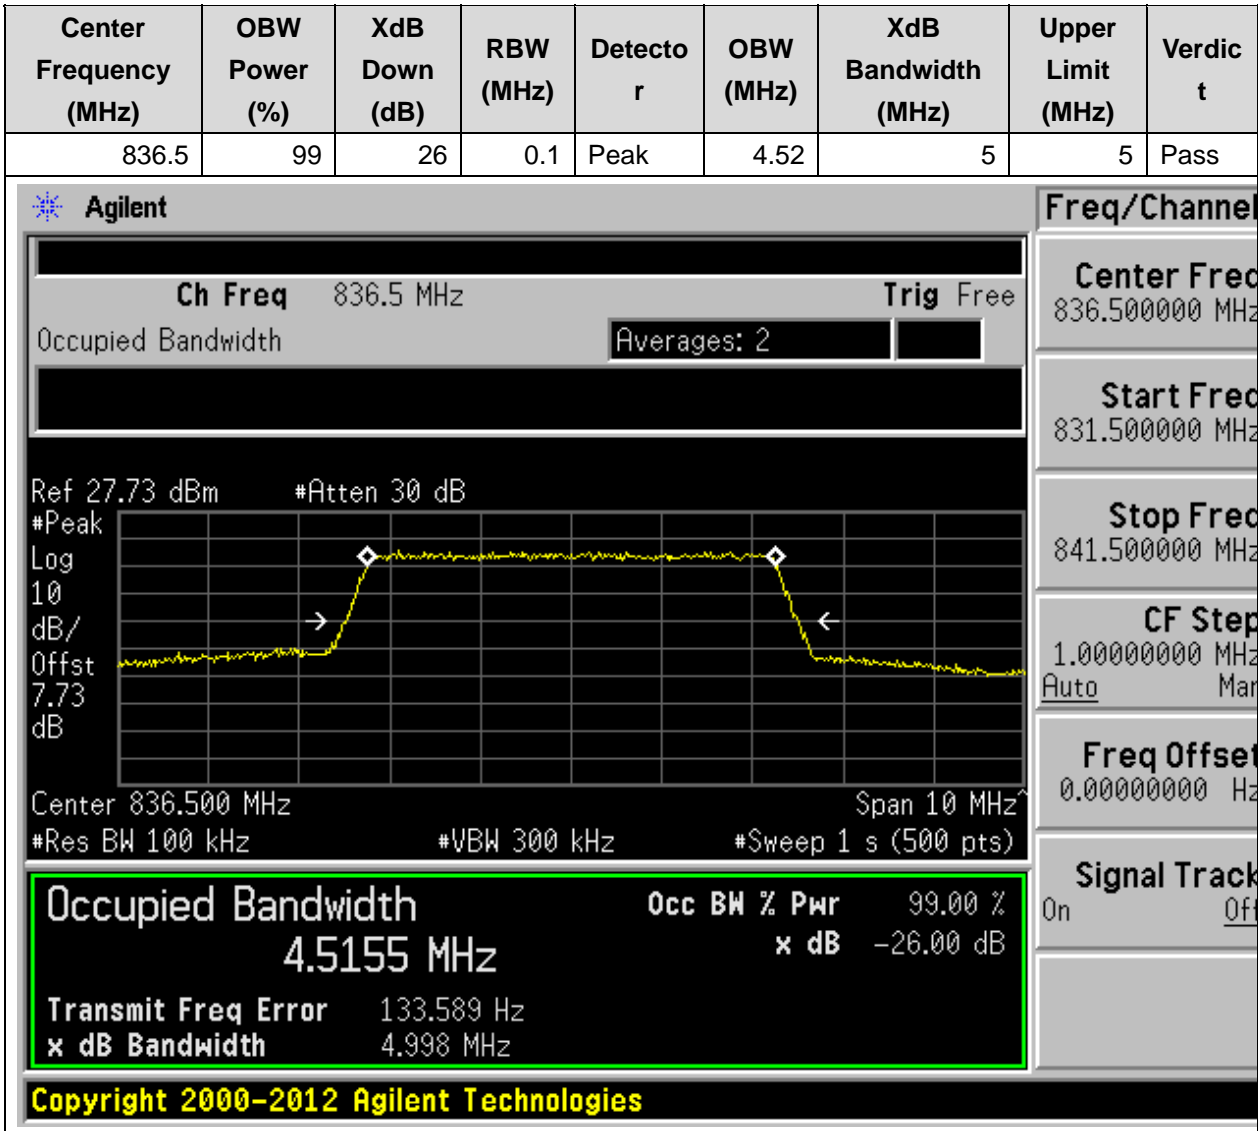 Center Frequency (MHz) OBW Power (%) XdB Down (dB) RBW (MHz) Detector OBW (MHz) XdB Bandwidth (MHz) Upper Limit (MHz) Verdict
836.5 99 26 0.1 Peak 4.52 5 5 Pass
Agilent
Freq/Channel
Ch Freq 836.5 MHz Trig Free
Occupied Bandwidth Averages: 2
Center Freq
836.500000 MHz
Start Freq
831.500000 MHz
Stop Freq
841.500000 MHz
CF Step
1.00000000 MHz
Auto Man
Freq Offset
0.00000000 Hz
Signal Track
On Off
Ref 27.73 dBm #Atten 30 dB
#Peak
Log
10
dB/
Offst
7.73
dB
Center 836.500 MHz Span 10 MHz^
#Res BW 100 kHz #VBW 300 kHz #Sweep 1 s (500 pts)
Occupied Bandwidth Occ BW % Pwr 99.00 %
4.5155 MHz x dB -26.00 dB
Transmit Freq Error 133.589 Hz
x dB Bandwidth 4.998 MHz
Copyright 2000-2012 Agilent Technologies